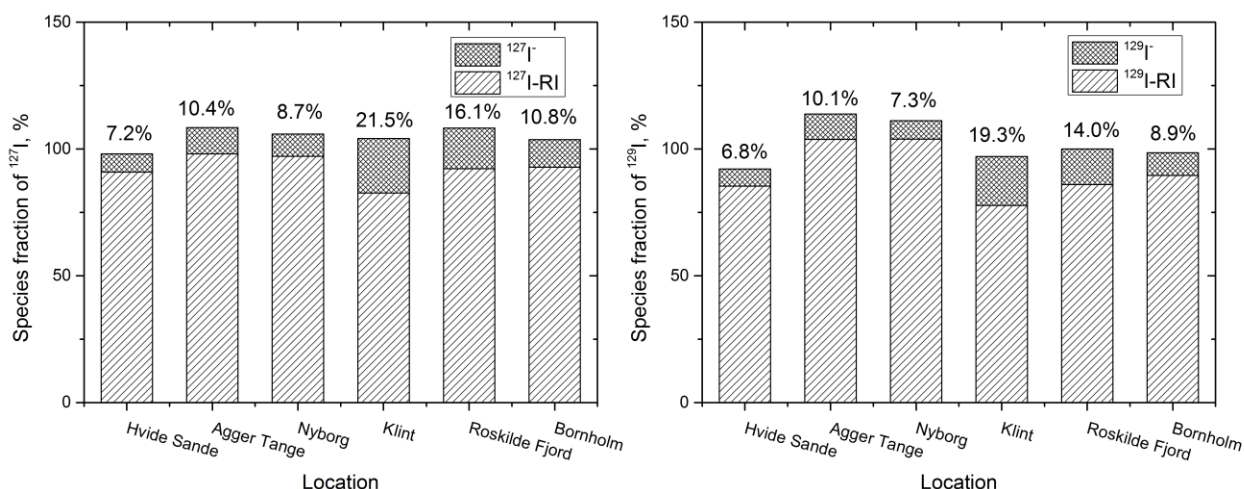 Species fraction of ¹²⁷I, %
150
100
50
0
¹²⁷I⁻
¹²⁷I-RI
7.2%
10.4%
8.7%
21.5%
16.1%
10.8%
Hvide Sande
Agger Tange
Nyborg
Klint
Roskilde Fjord
Bornholm
Location
Species fraction of ¹²⁹I, %
150
100
50
0
¹²⁹I⁻
¹²⁹I-RI
6.8%
10.1%
7.3%
19.3%
14.0%
8.9%
Hvide Sande
Agger Tange
Nyborg
Klint
Roskilde Fjord
Bornholm
Location